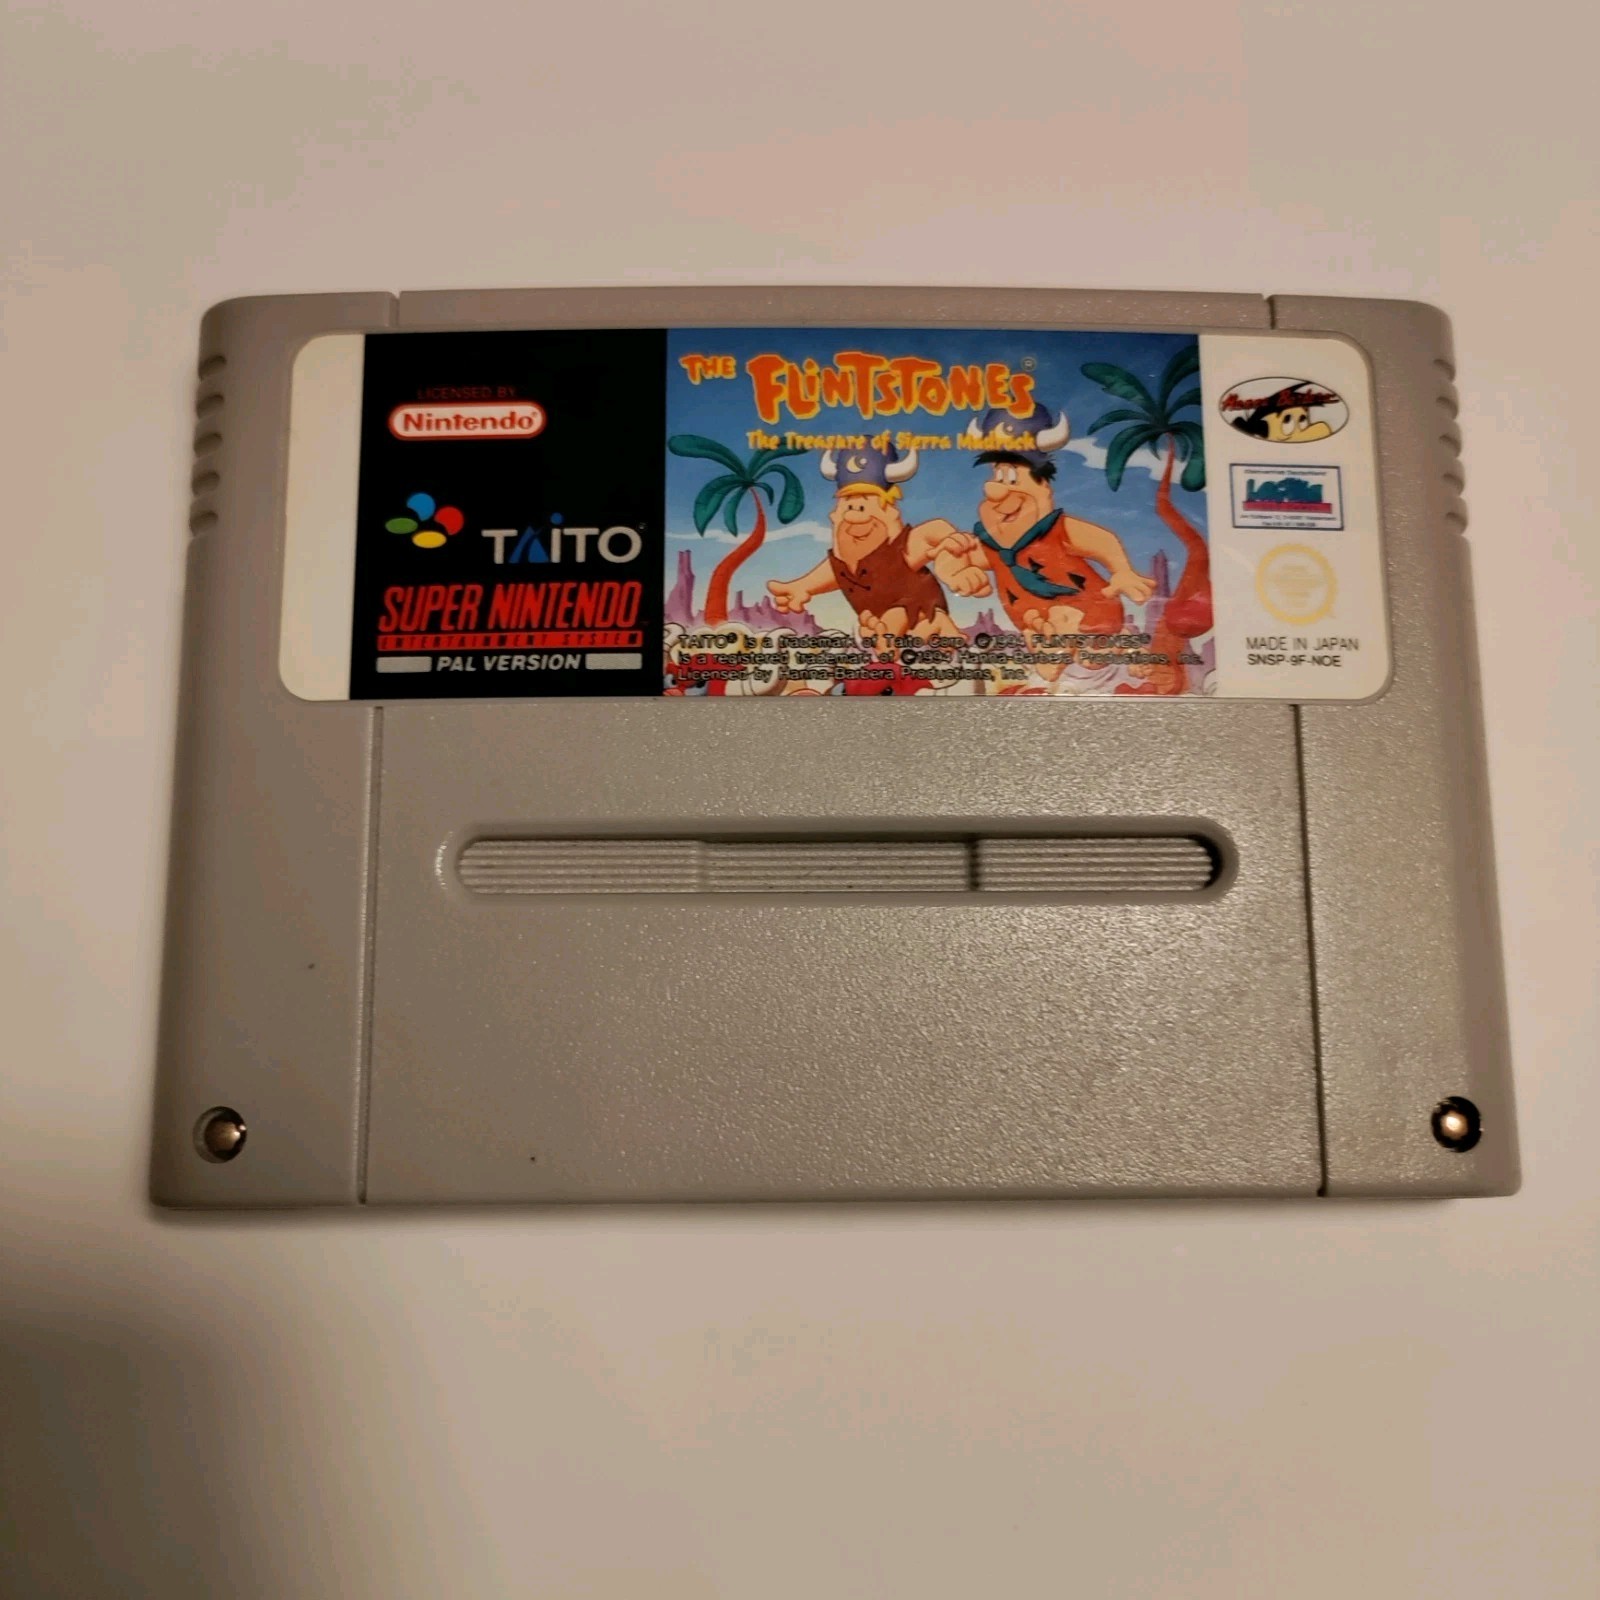 LICENSED BY
Nintendo®
TAITO
SUPER NINTENDO
ENTERTAINMENT SYSTEM
PAL VERSION
THE FLINTSTONES®
The Treasure of Sierra Madrock
TAITO® is a trademark of Taito Corp. ©1994 FLINTSTONES®
is a registered trademark of ©1994 Hanna-Barbera Productions, Inc.
Licensed by Hanna-Barbera Productions, Inc.
Hanna-Barbera
MADE IN JAPAN
SNSP-9F-NOE